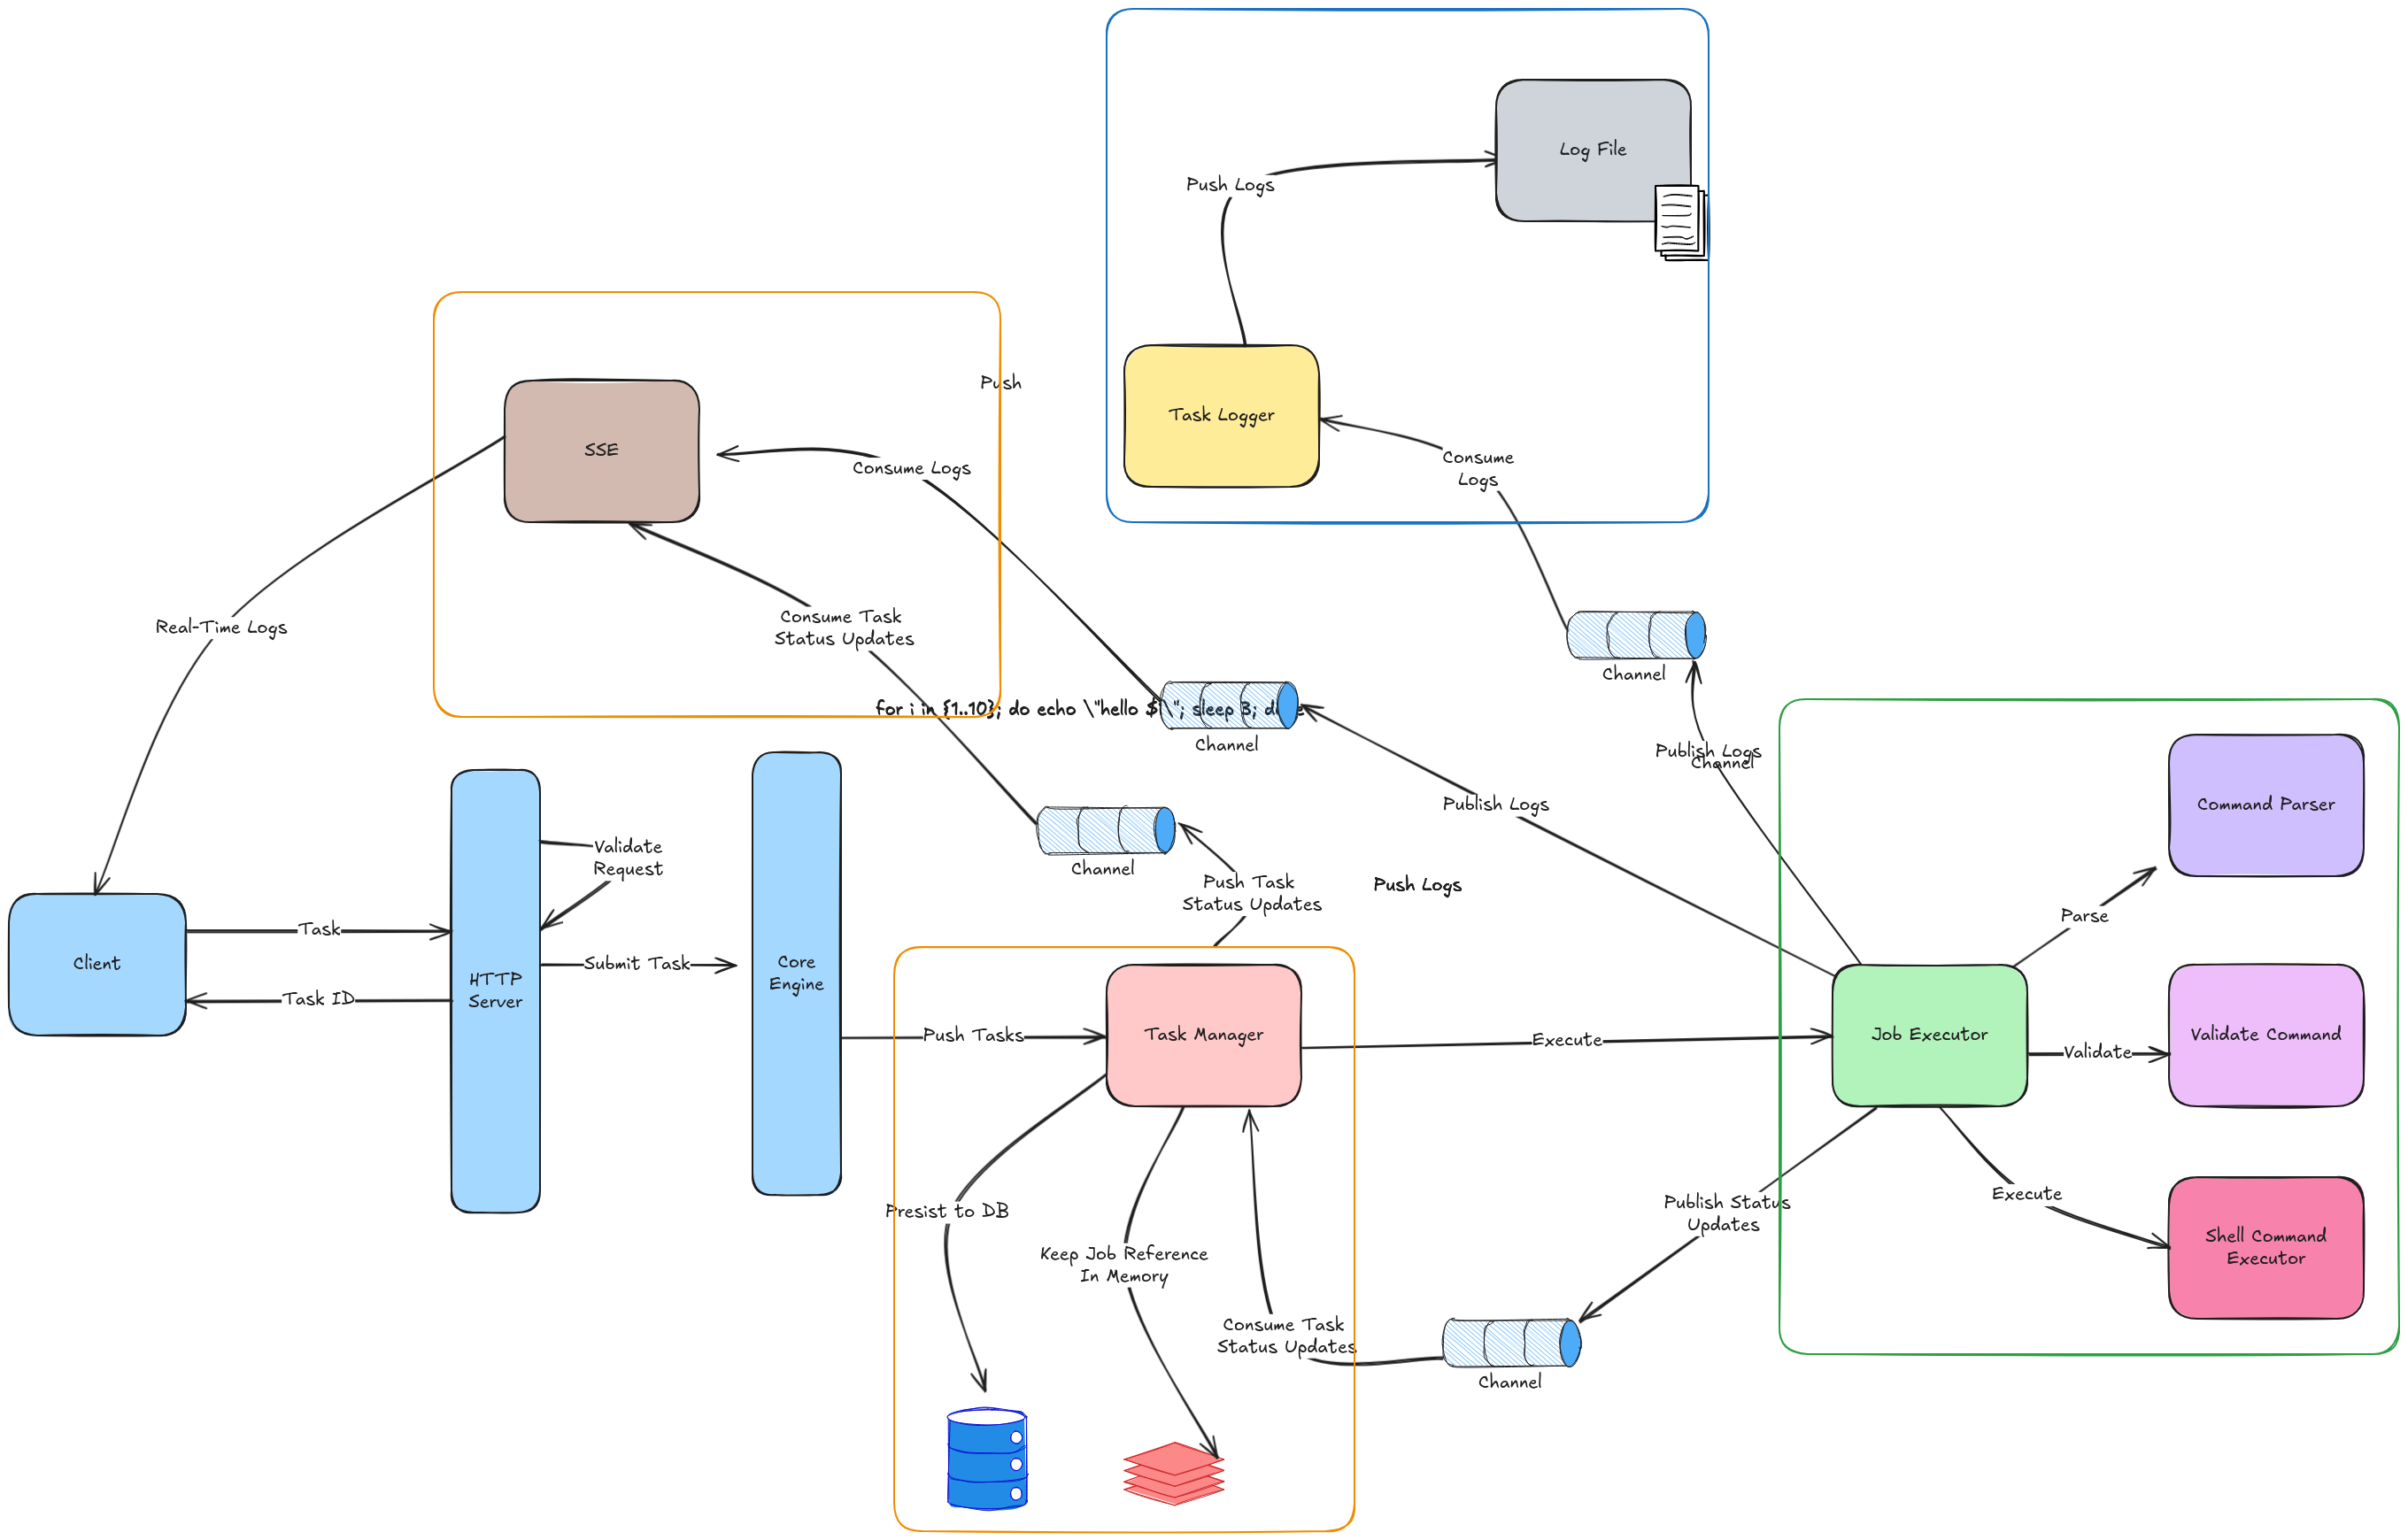 Log File
Push Logs
Push
Task Logger
SSE
Consume Logs
Consume
Logs
Real-Time Logs
Consume Task
Status Updates
Channel
for i in {1..10}; do echo \"hello $ \"; sleep 3; d
Channel
Publish Logs
Channel
Publish Logs
Command Parser
Validate
Request
Channel
Push Task
Status Updates
Push Logs
Parse
Task
Client
Submit Task
Core
Engine
HTTP
Server
Task ID
Push Tasks
Task Manager
Execute
Job Executor
Validate
Validate Command
Presist to DB
Keep Job Reference
In Memory
Publish Status
Updates
Execute
Shell Command
Executor
Consume Task
Status Updates
Channel